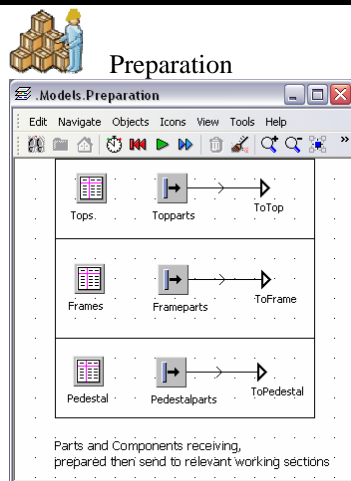 Preparation
.Models.Preparation
Edit Navigate Objects Icons View Tools Help
Tops. Topparts ToTop
Frames Frameparts ToFrame
Pedestal Pedestalparts ToPedestal
Parts and Components receiving,
prepared then send to relevant working sections